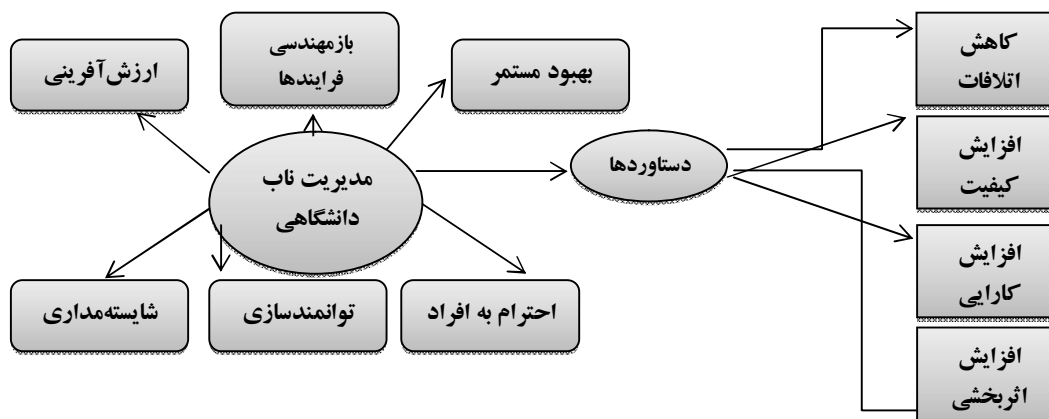 ارزش‌آفرینی
بازمهندسی
فرایندها
بهبود مستمر
مدیریت ناب
دانشگاهی
شایسته‌مداری
توانمندسازی
احترام به افراد
دستاوردها
کاهش
اتلافات
افزایش
کیفیت
افزایش
کارایی
افزایش
اثربخشی